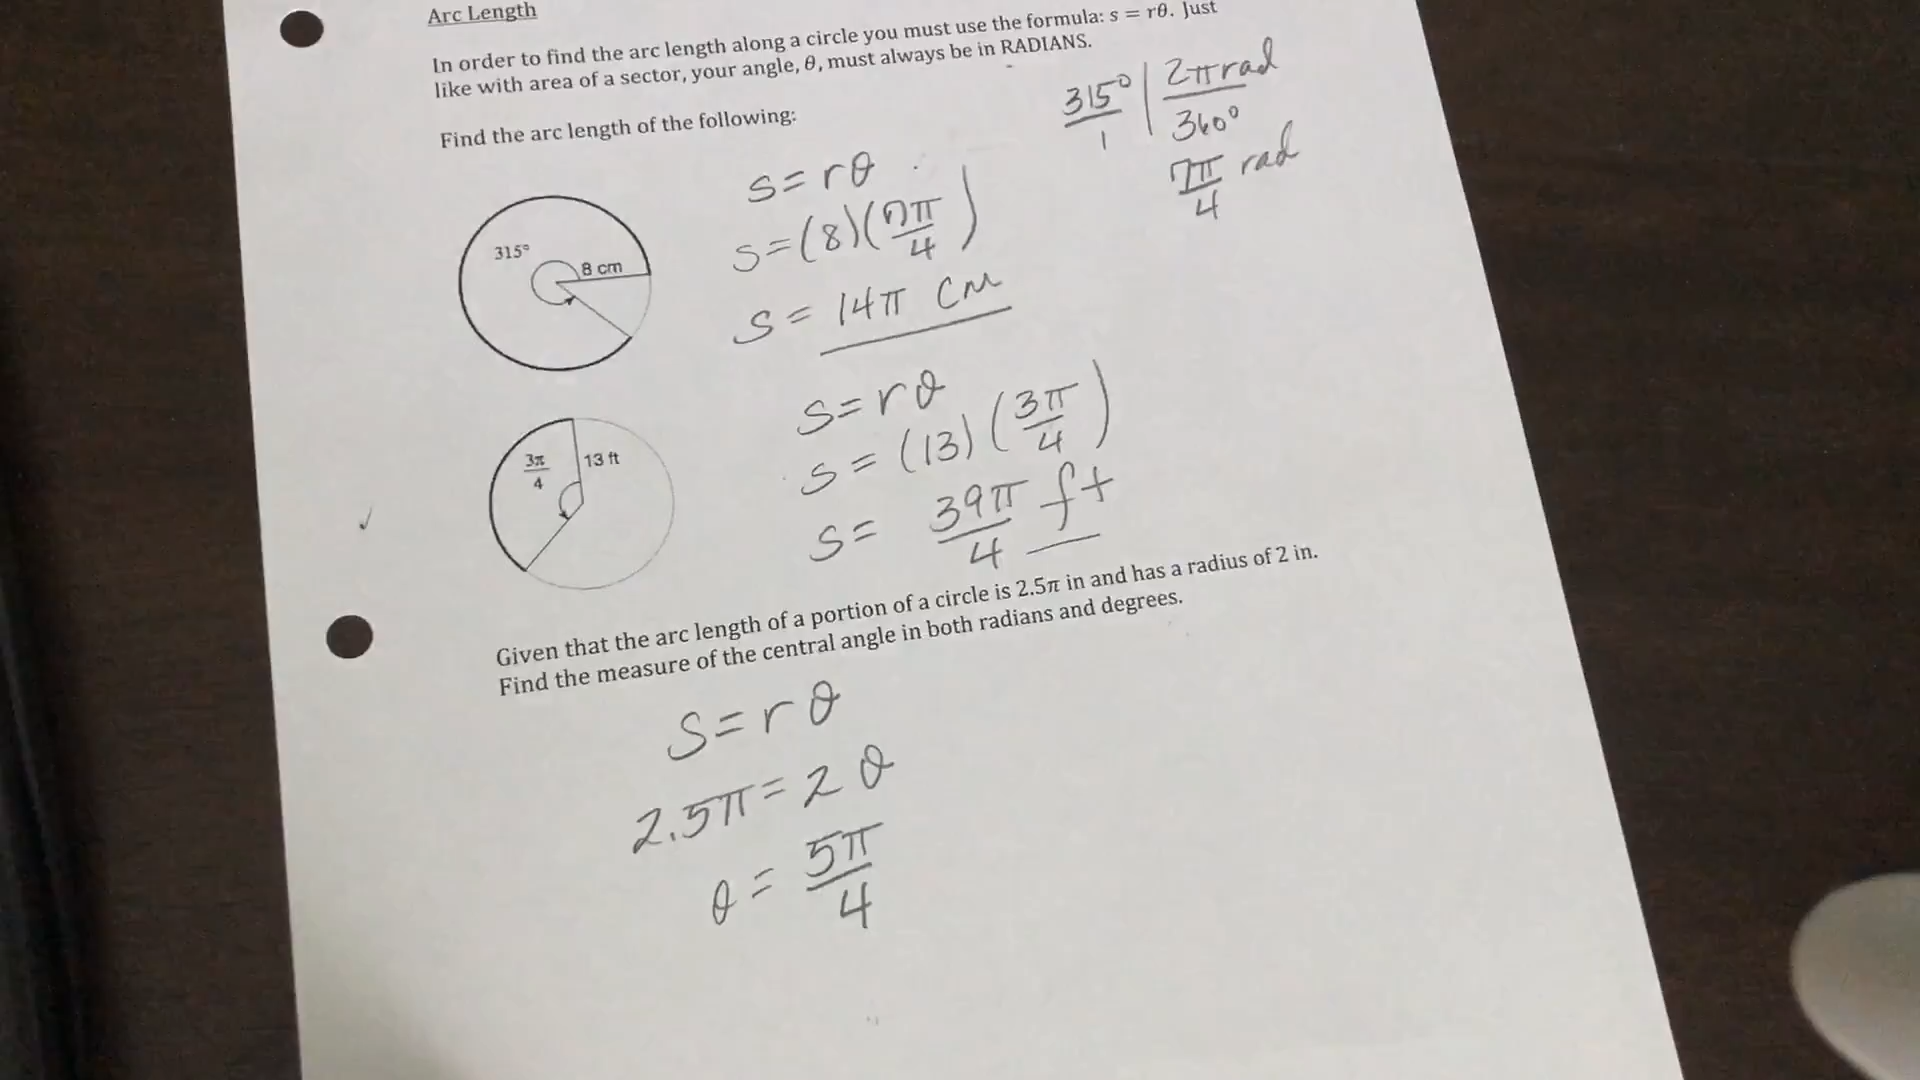 Arc Length
In order to find the arc length along a circle you must use the formula: s = rθ. Just
like with area of a sector, your angle, θ, must always be in RADIANS.
Find the arc length of the following:
315° | 2π rad
1 | 360°
7π/4 rad
315°
8 cm
s = rθ
s = (8)(7π/4)
s = 14π cm
3π/4
13 ft
s = rθ
s = (13)(3π/4)
s = 39π/4 ft
Given that the arc length of a portion of a circle is 2.5π in and has a radius of 2 in.
Find the measure of the central angle in both radians and degrees.
s = rθ
2.5π = 2θ
θ = 5π/4